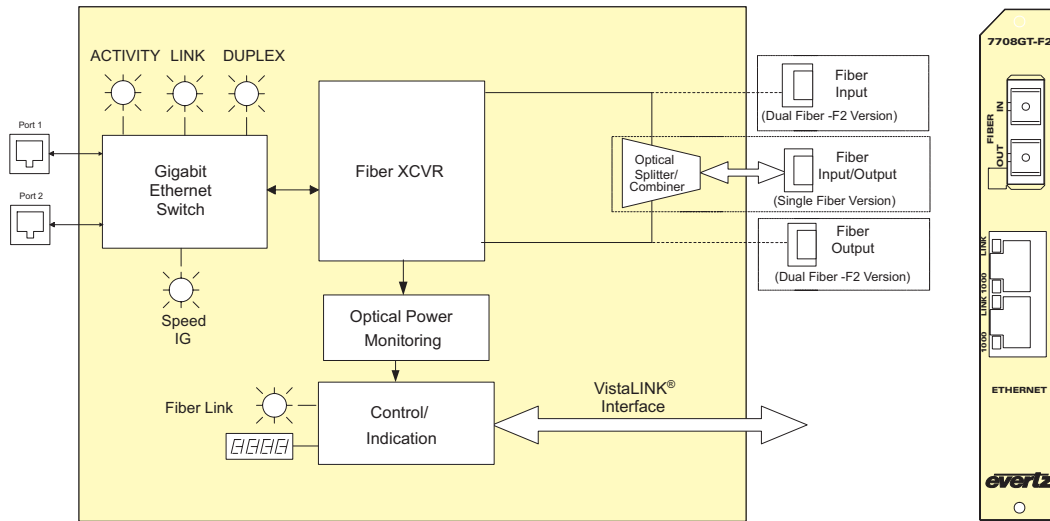 ACTIVITY LINK DUPLEX
Port 1
Port 2
Gigabit
Ethernet
Switch
Speed
IG
Fiber XCVR
Optical Power
Monitoring
Fiber Link
Control/
Indication
VistaLINK®
Interface
Optical
Splitter/
Combiner
Fiber
Input
(Dual Fiber -F2 Version)
Fiber
Input/Output
(Single Fiber Version)
Fiber
Output
(Dual Fiber -F2 Version)
7708GT-F2
FIBER
IN
OUT
LINK
1000
LINK
1000
ETHERNET
evertz